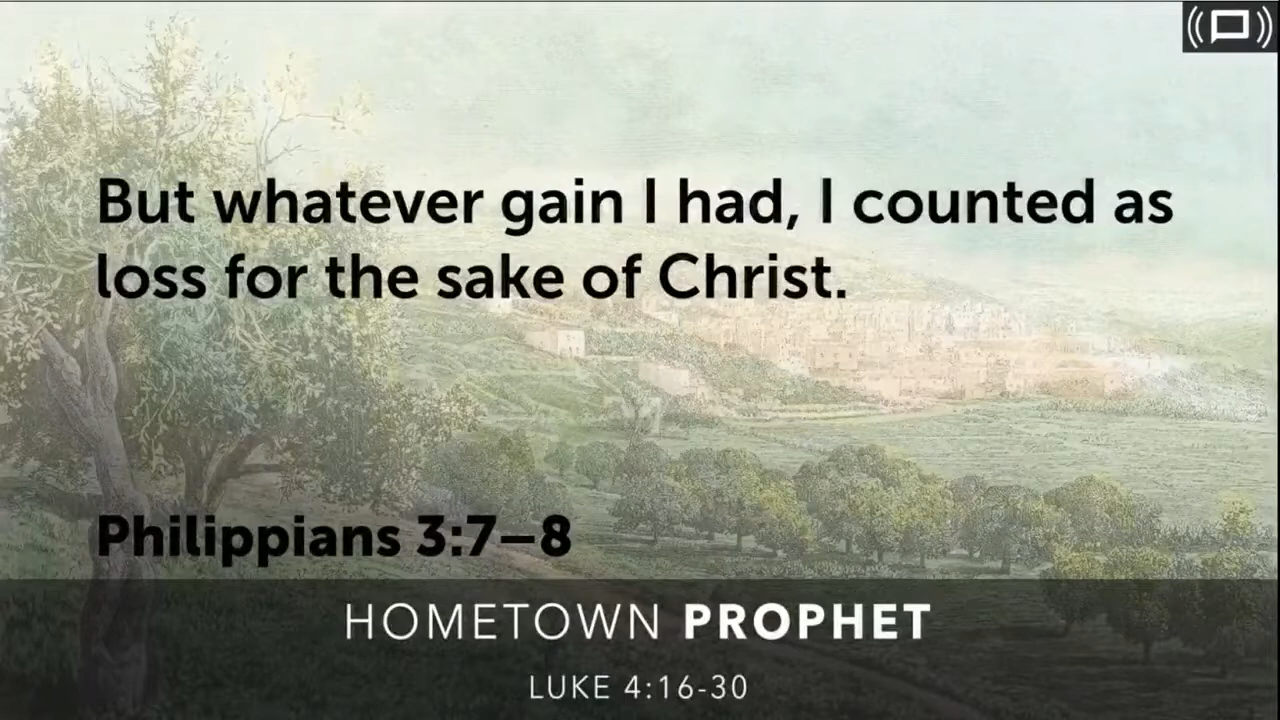 But whatever gain I had, I counted as
loss for the sake of Christ.
Philippians 3:7–8
HOMETOWN PROPHET
LUKE 4:16-30